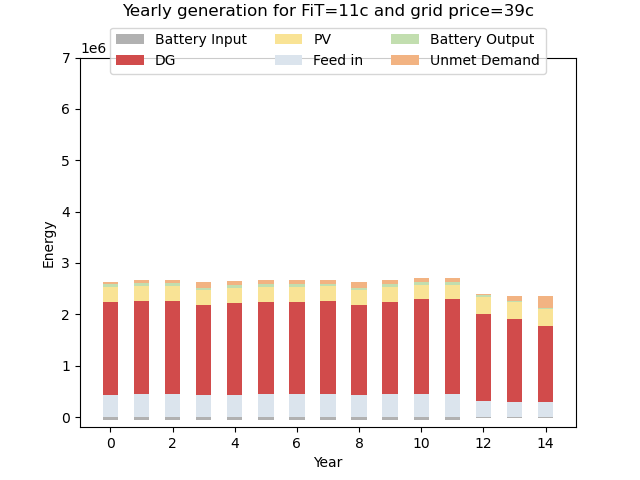 Yearly generation for FiT=11c and grid price=39c
1e6
Battery Input PV Battery Output
DG Feed in Unmet Demand
7
6
5
4
3
2
1
0
Energy
0 2 4 6 8 10 12 14
Year